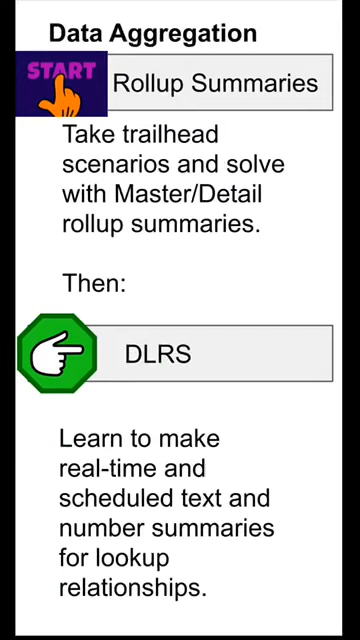 Data Aggregation
START
Rollup Summaries
Take trailhead
scenarios and solve
with Master/Detail
rollup summaries.
Then:
DLRS
Learn to make
real-time and
scheduled text and
number summaries
for lookup
relationships.